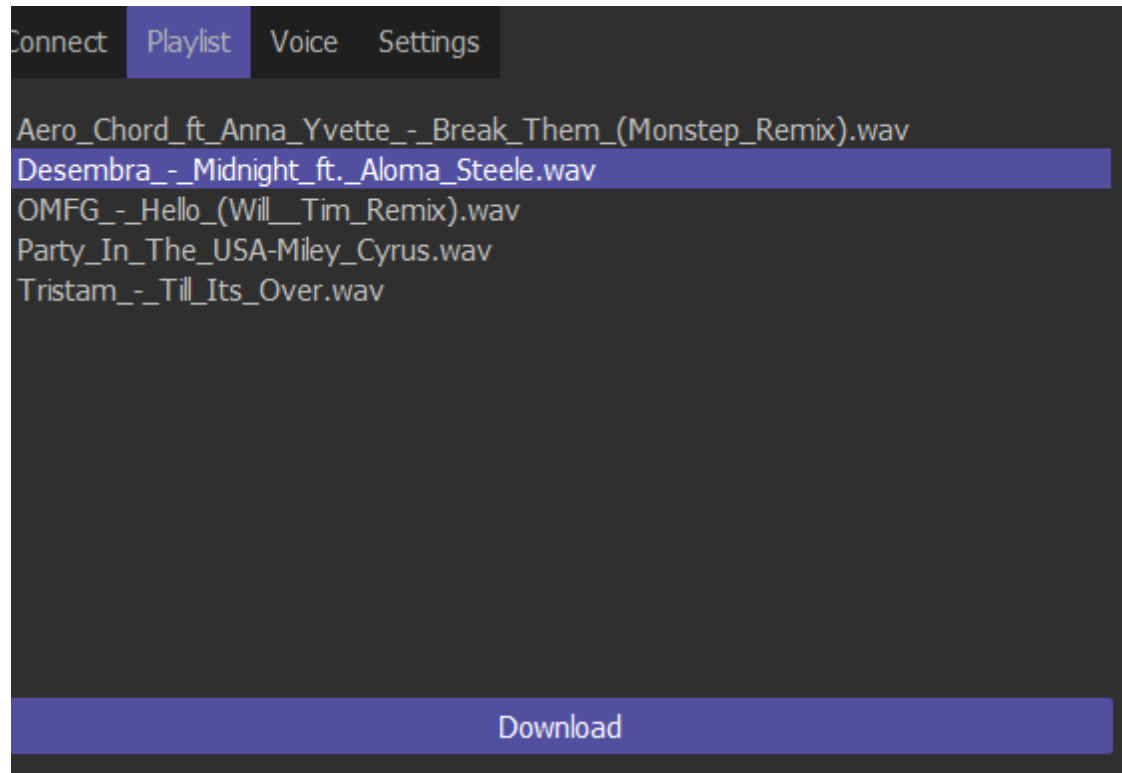 Connect Playlist Voice Settings
Aero_Chord_ft_Anna_Yvette_-_Break_Them_(Monstep_Remix).wav
Desembra_-_Midnight_ft._Aloma_Steele.wav
OMFG_-_Hello_(Will__Tim_Remix).wav
Party_In_The_USA-Miley_Cyrus.wav
Tristam_-_Till_Its_Over.wav
Download